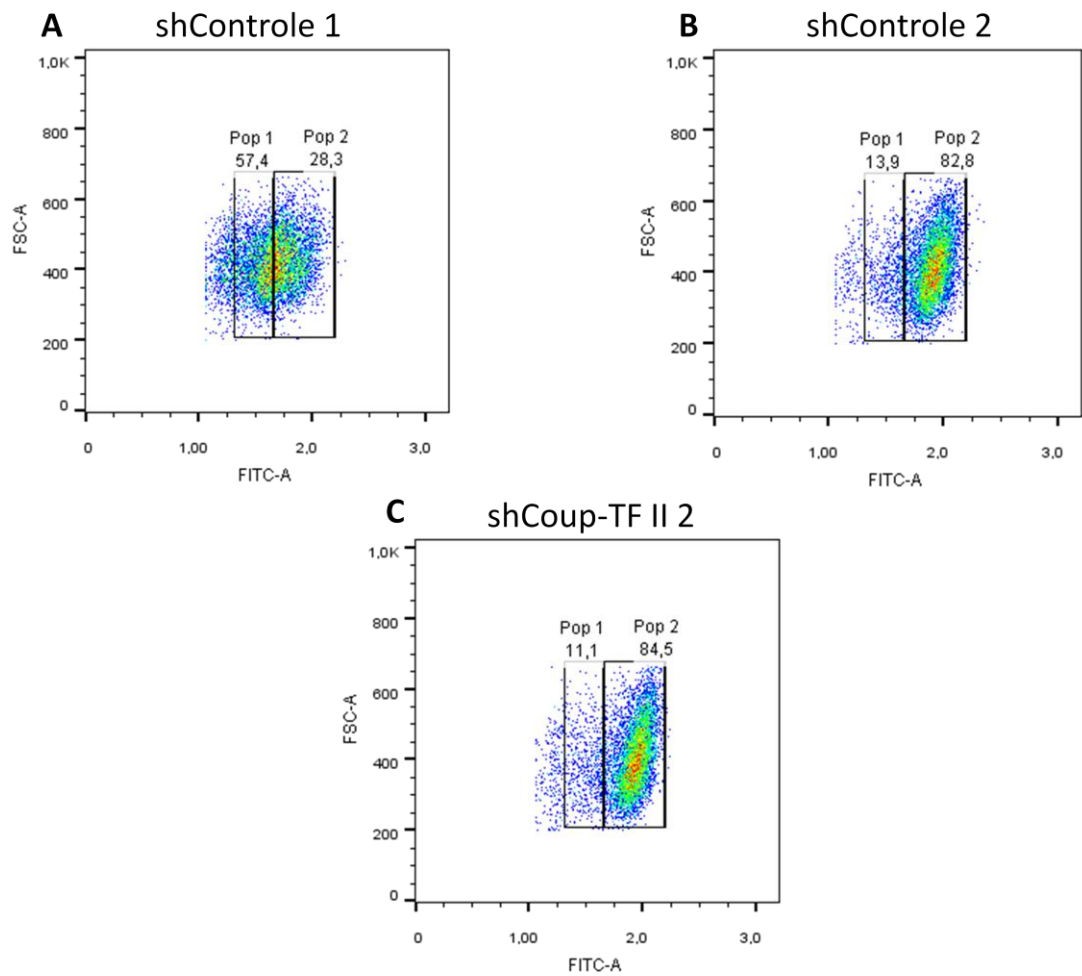 A shControle 1
1,0K
800
600
400
200
0
FSC-A
Pop 1 Pop 2
57,4 28,3
0 1,00 2,0 3,0
FITC-A
B shControle 2
1,0K
800
600
400
200
0
FSC-A
Pop 1 Pop 2
13,9 82,8
0 1,00 2,0 3,0
FITC-A
C shCoup-TF II 2
1,0K
800
600
400
200
0
FSC-A
Pop 1 Pop 2
11,1 84,5
0 1,00 2,0 3,0
FITC-A